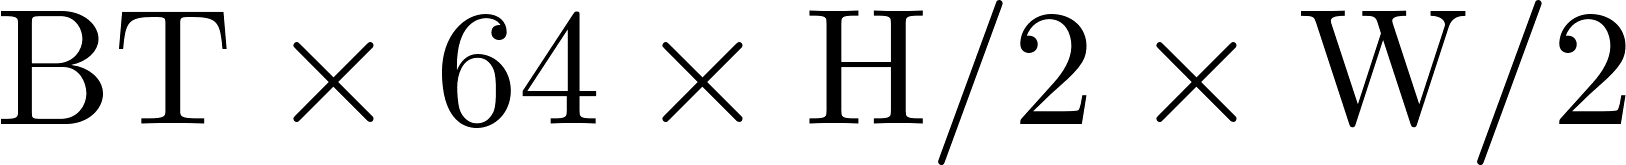 BT × 64 × H/2 × W/2